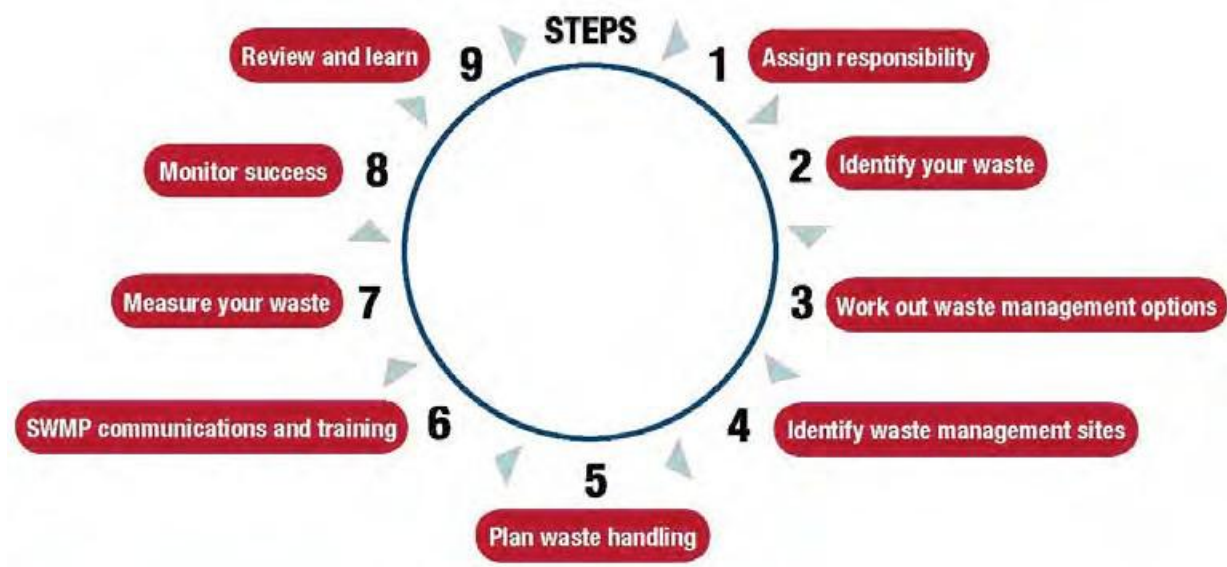 STEPS
1 Assign responsibility
2 Identify your waste
3 Work out waste management options
4 Identify waste management sites
5
Plan waste handling
6 SWMP communications and training
7 Measure your waste
8 Monitor success
9 Review and learn